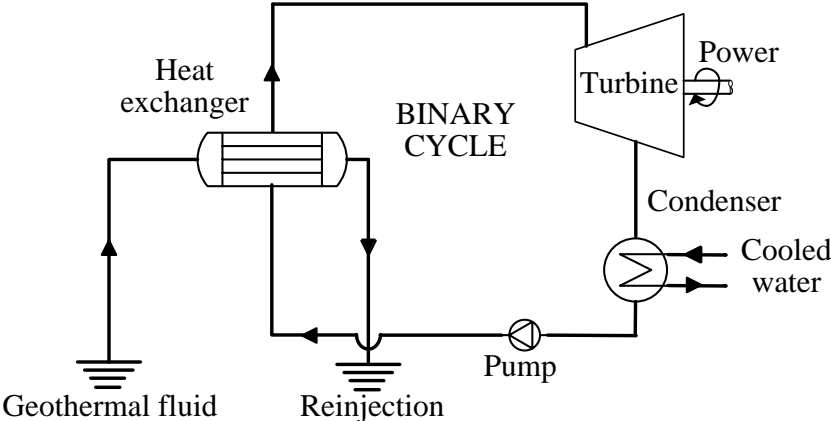 Heat
exchanger
BINARY
CYCLE
Turbine
Power
Condenser
Cooled
water
Pump
Geothermal fluid
Reinjection